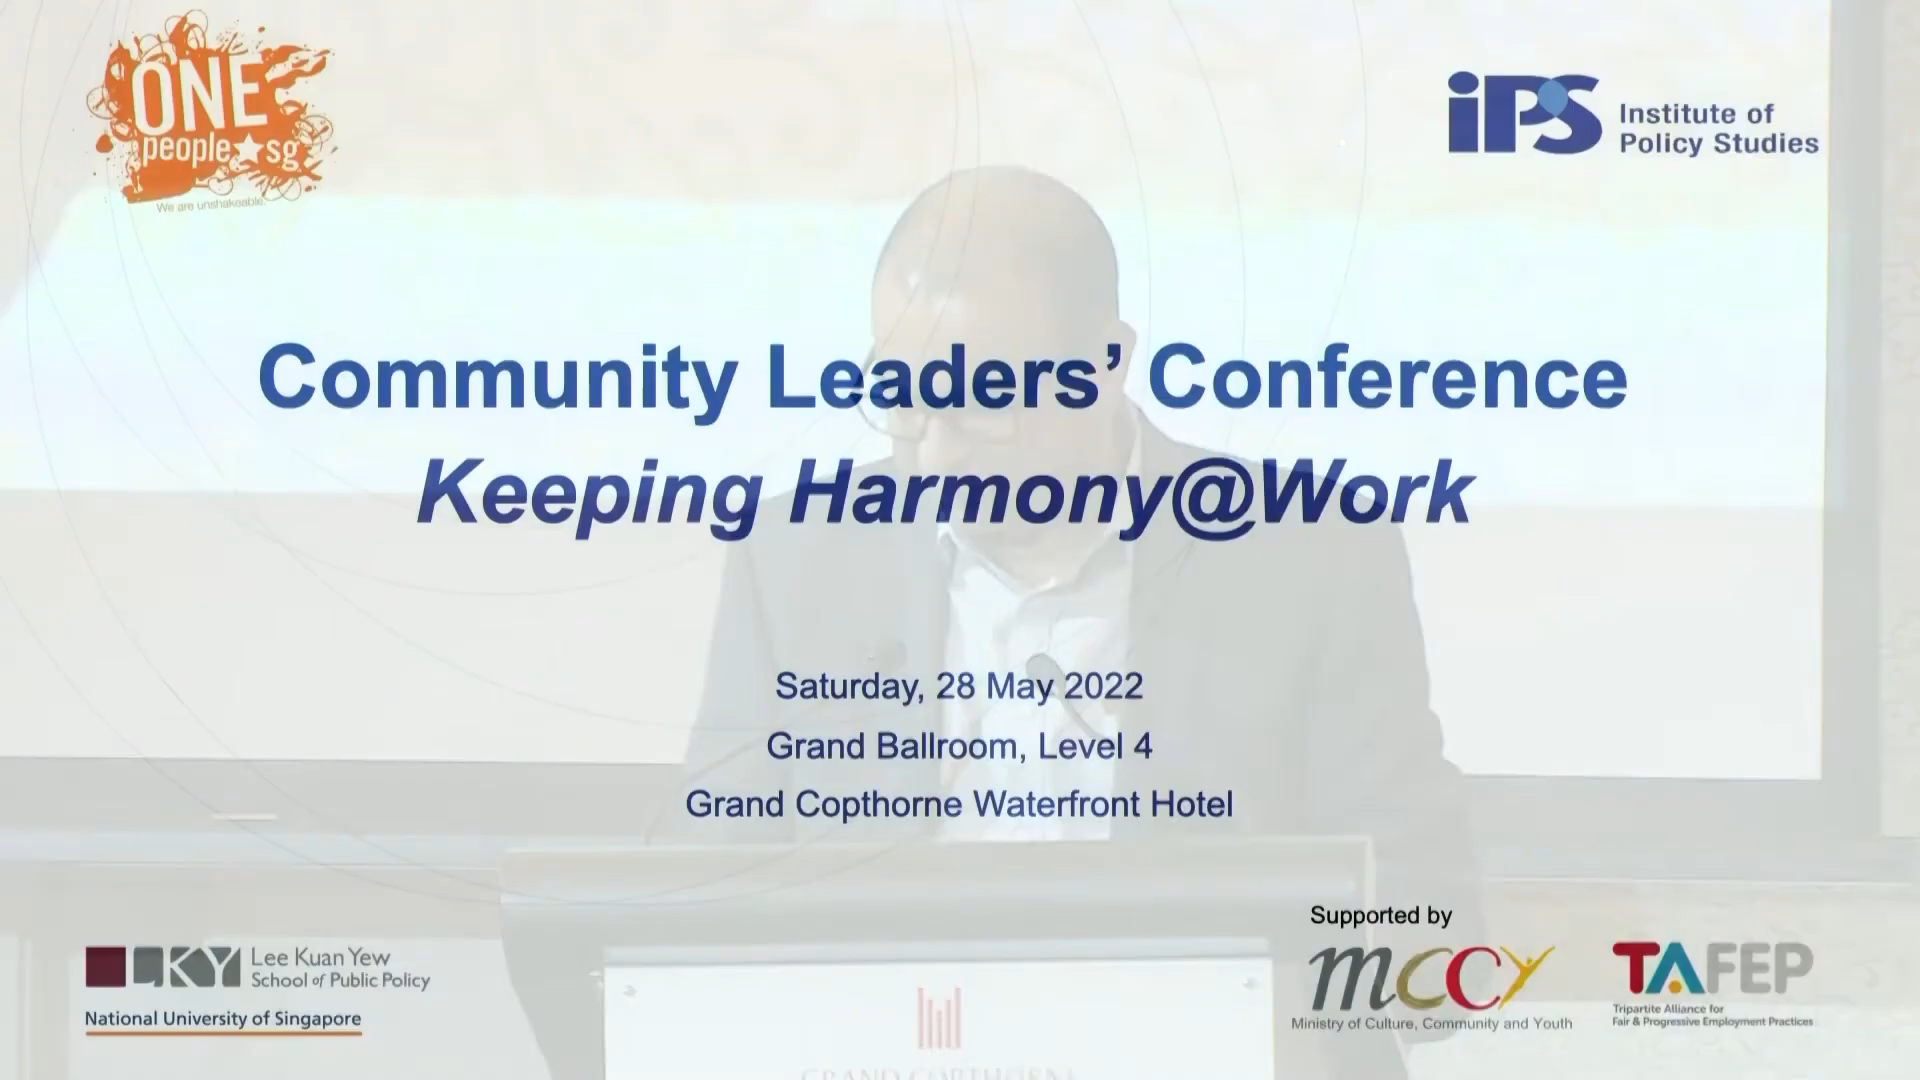 ONE
people★sg
We are unshakeable.
iPS Institute of
Policy Studies
Community Leaders’ Conference
Keeping Harmony@Work
Saturday, 28 May 2022
Grand Ballroom, Level 4
Grand Copthorne Waterfront Hotel
LKY Lee Kuan Yew
School of Public Policy
National University of Singapore
Supported by
mccy
Ministry of Culture, Community and Youth
TAFEP
Tripartite Alliance for
Fair & Progressive Employment Practices
GRAND COPTHORNE